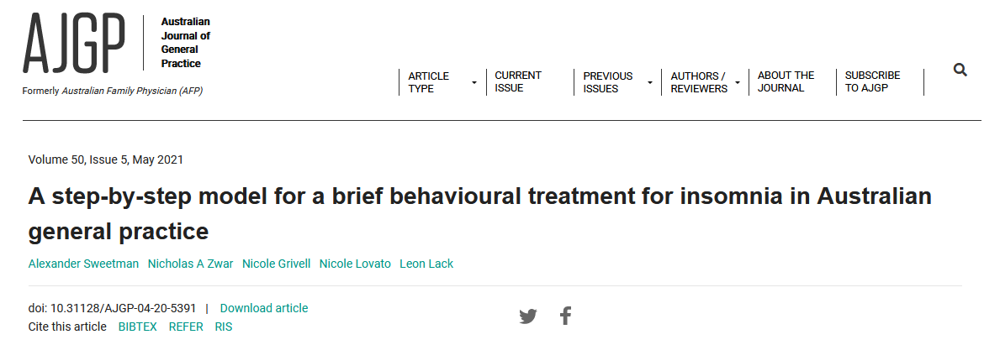 AJGP
Australian
Journal of
General
Practice
Formerly Australian Family Physician (AFP)
ARTICLE
TYPE
CURRENT
ISSUE
PREVIOUS
ISSUES
AUTHORS /
REVIEWERS
ABOUT THE
JOURNAL
SUBSCRIBE
TO AJGP
Volume 50, Issue 5, May 2021
A step-by-step model for a brief behavioural treatment for insomnia in Australian
general practice
Alexander Sweetman Nicholas A Zwar Nicole Grivell Nicole Lovato Leon Lack
doi: 10.31128/AJGP-04-20-5391 | Download article
Cite this article BIBTEX REFER RIS